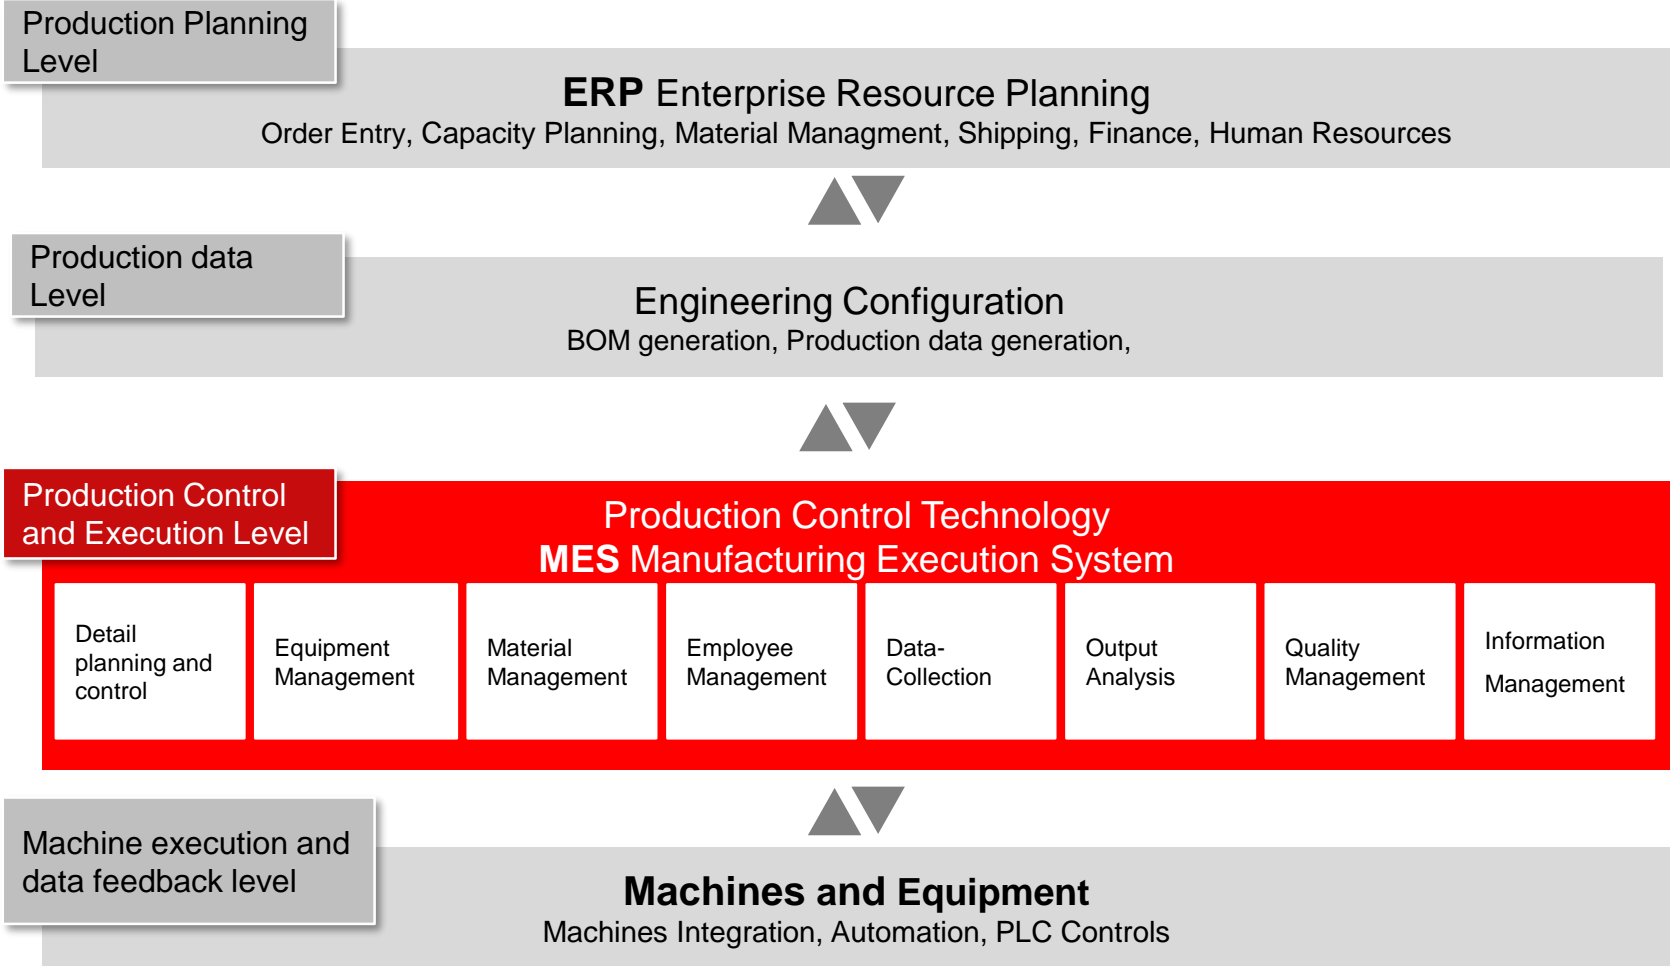 Production Planning
Level
ERP Enterprise Resource Planning
Order Entry, Capacity Planning, Material Managment, Shipping, Finance, Human Resources
Production data
Level
Engineering Configuration
BOM generation, Production data generation,
Production Control
and Execution Level
Production Control Technology
MES Manufacturing Execution System
Detail
planning and
control
Equipment
Management
Material
Management
Employee
Management
Data-
Collection
Output
Analysis
Quality
Management
Information
Management
Machine execution and
data feedback level
Machines and Equipment
Machines Integration, Automation, PLC Controls